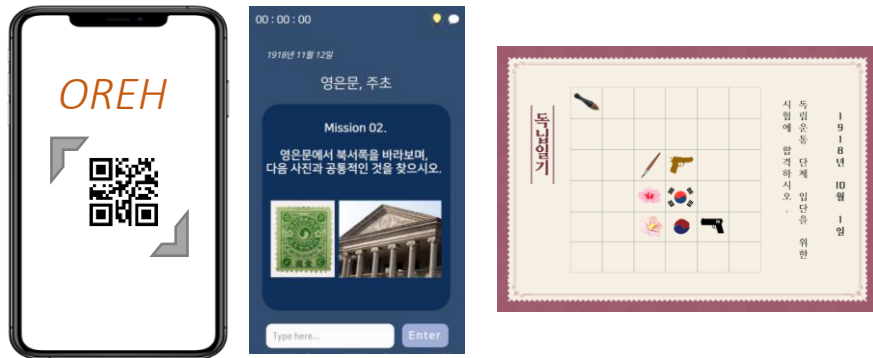 OREH
00 : 00 : 00
1918년 11월 12일
영은문, 주초
Mission 02.
영은문에서 북서쪽을 바라보며,
다음 사진과 공통적인 것을 찾으시오.
Type here...
Enter
독닙일기
1918년 10월 1일
독립운동 단체 입단을 위한
시험에 합격하시오.